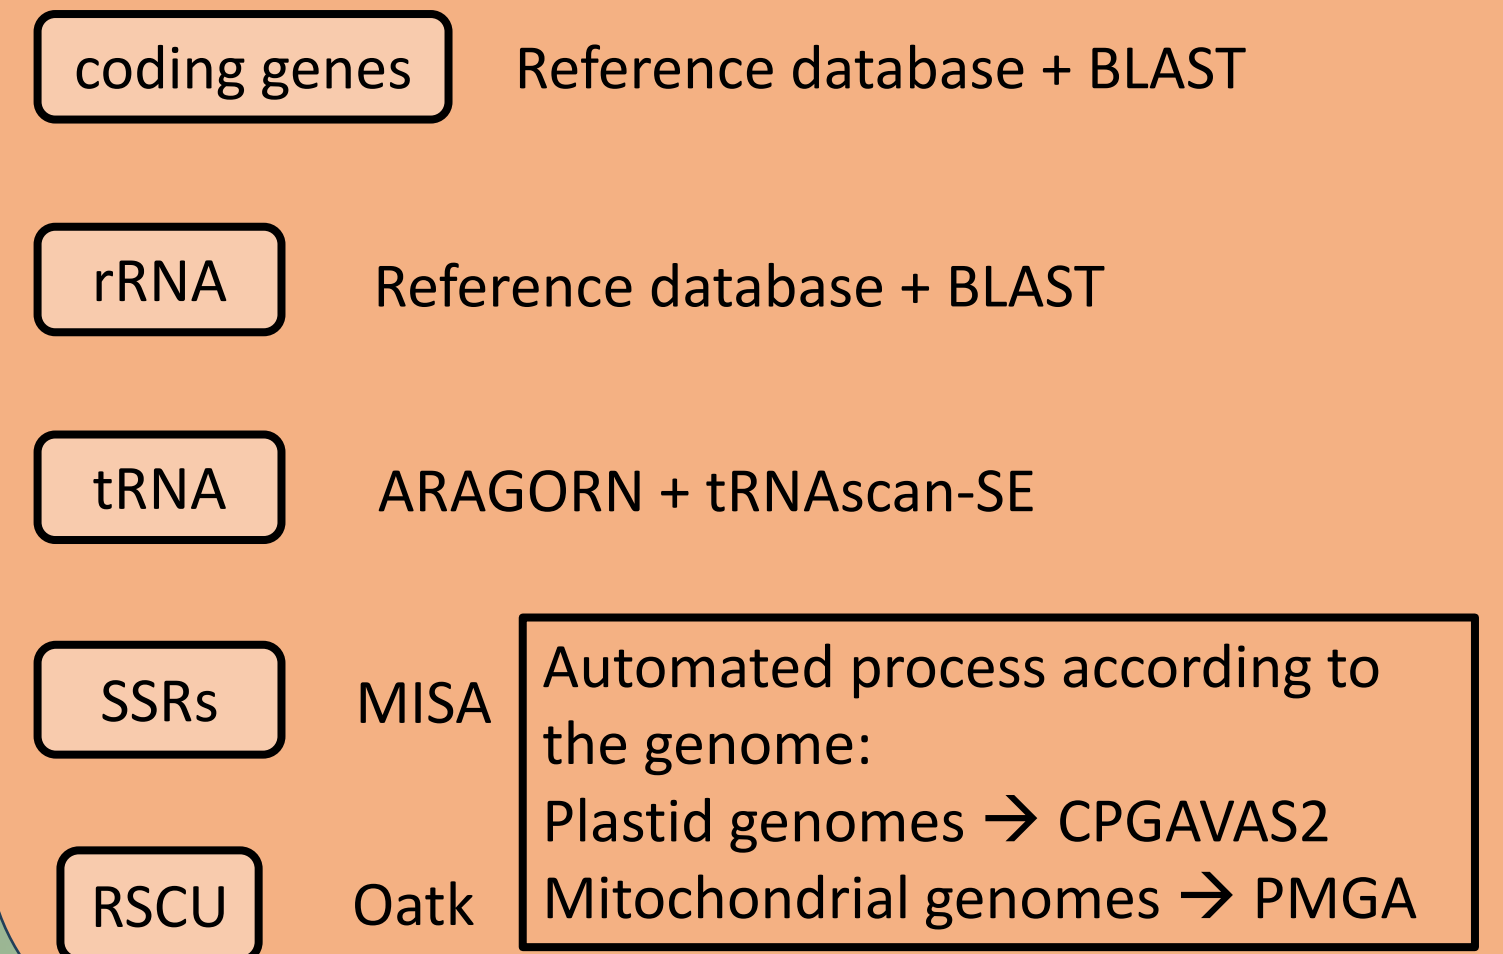 coding genes Reference database + BLAST
rRNA Reference database + BLAST
tRNA ARAGORN + tRNAscan-SE
SSRs MISA
RSCU Oatk
Automated process according to
the genome:
Plastid genomes → CPGAVAS2
Mitochondrial genomes → PMGA